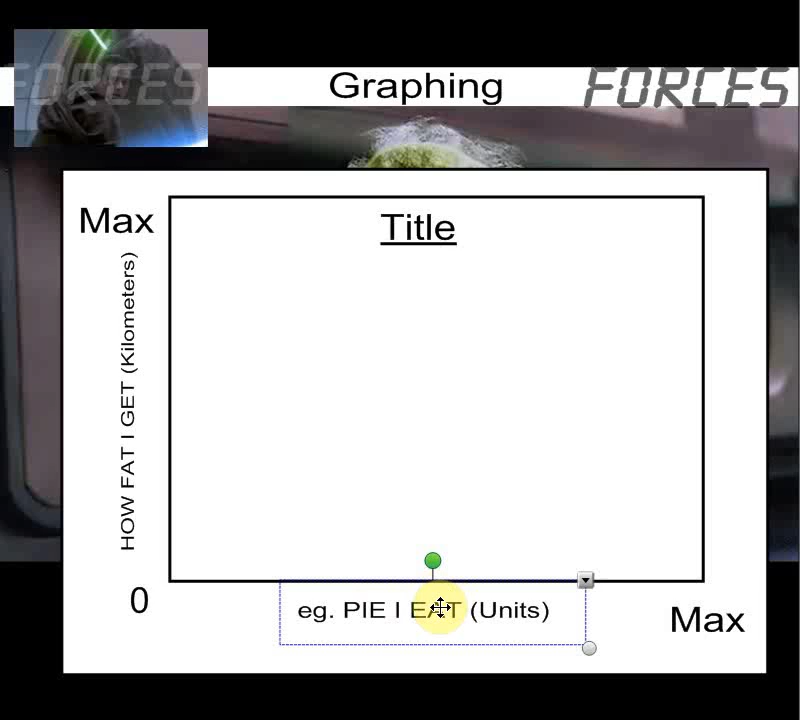 FORCES
Graphing
FORCES
Max
Title
HOW FAT I GET (Kilometers)
0
eg. PIE I EAT (Units)
Max